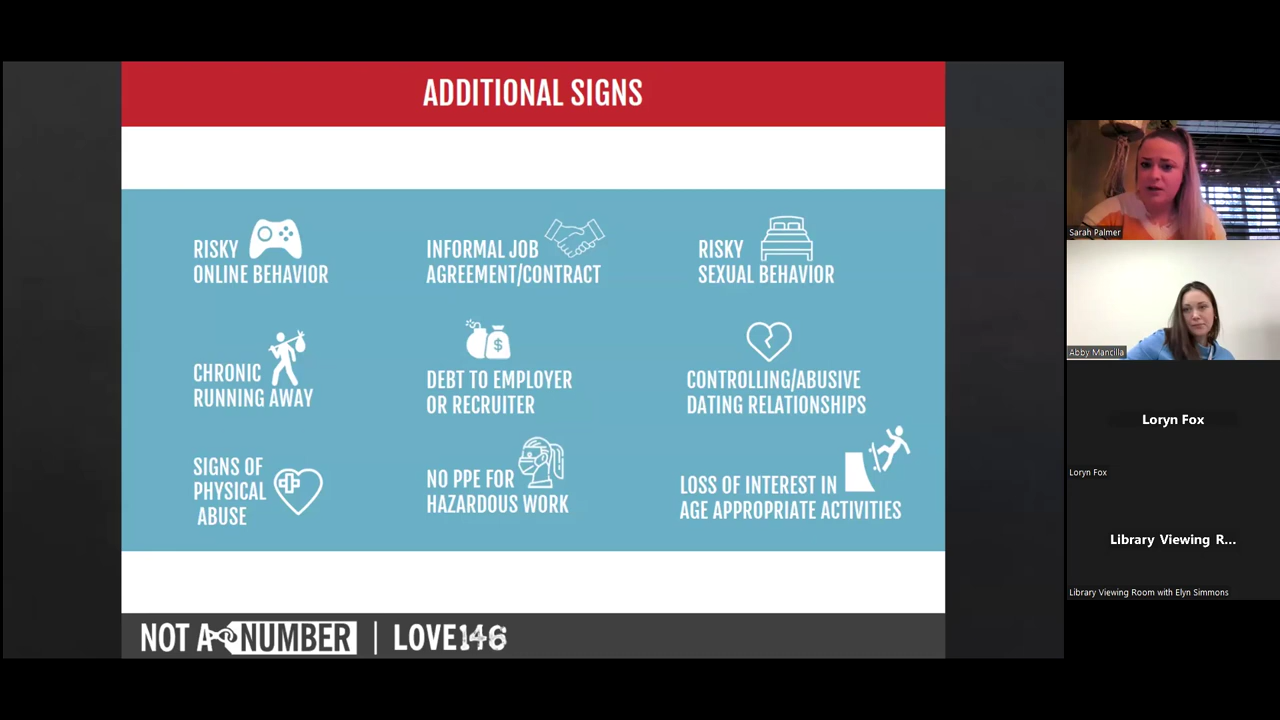 ADDITIONAL SIGNS
RISKY
ONLINE BEHAVIOR
INFORMAL JOB
AGREEMENT/CONTRACT
RISKY
SEXUAL BEHAVIOR
CHRONIC
RUNNING AWAY
$
DEBT TO EMPLOYER
OR RECRUITER
CONTROLLING/ABUSIVE
DATING RELATIONSHIPS
SIGNS OF
PHYSICAL
ABUSE
NO PPE FOR
HAZARDOUS WORK
LOSS OF INTEREST IN
AGE APPROPRIATE ACTIVITIES
NOT A NUMBER | LOVE146
Sarah Palmer
Abby Mancilla
Loryn Fox
Loryn Fox
Library Viewing R...
Library Viewing Room with Elyn Simmons